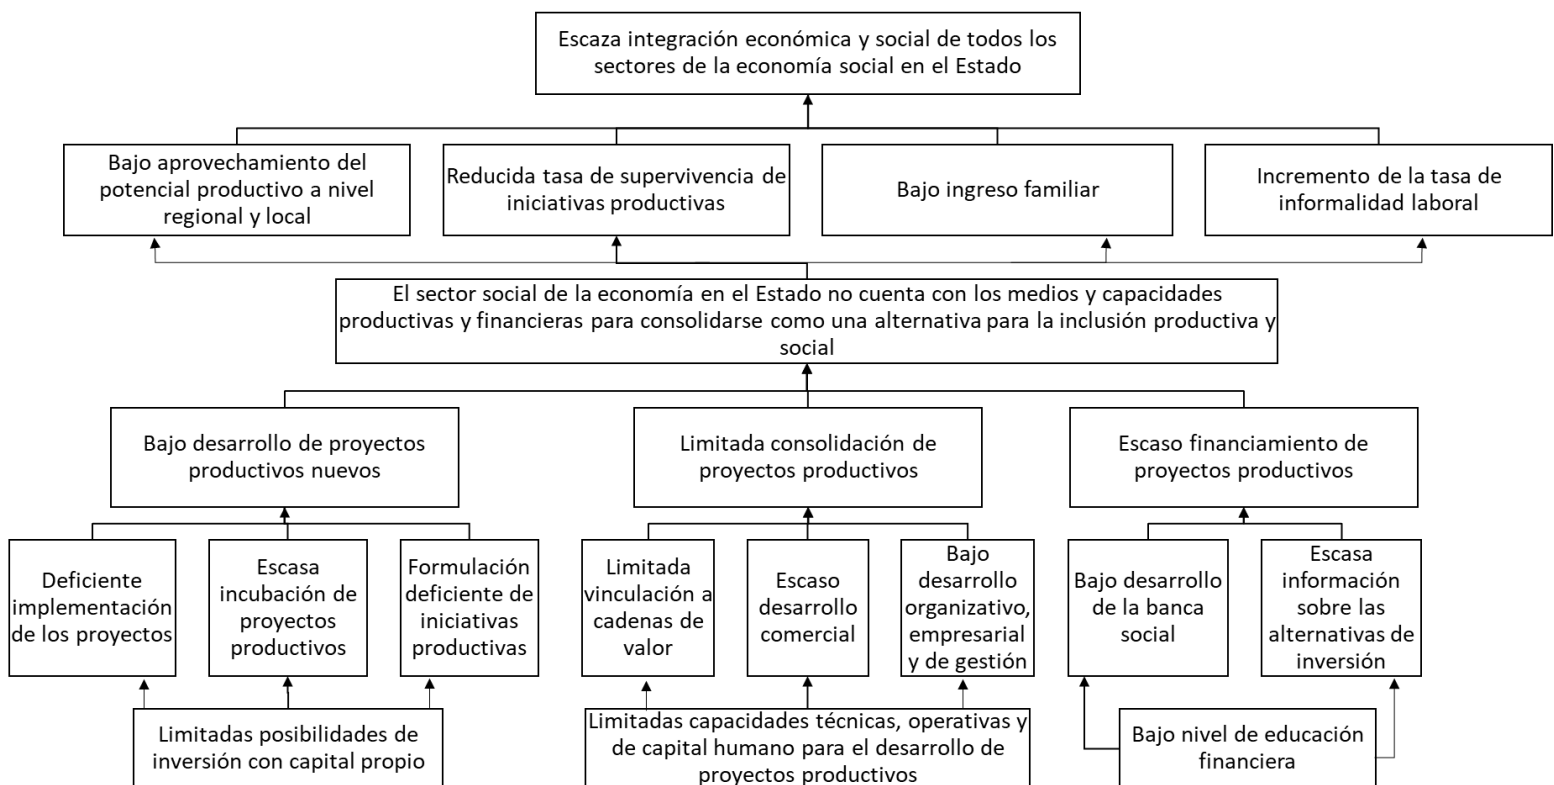 Escaza integración económica y social de todos los
sectores de la economía social en el Estado
Bajo aprovechamiento del
potencial productivo a nivel
regional y local
Reducida tasa de supervivencia de
iniciativas productivas
Bajo ingreso familiar
Incremento de la tasa de
informalidad laboral
El sector social de la economía en el Estado no cuenta con los medios y capacidades
productivas y financieras para consolidarse como una alternativa para la inclusión productiva y
social
Bajo desarrollo de proyectos
productivos nuevos
Limitada consolidación de
proyectos productivos
Escaso financiamiento de
proyectos productivos
Deficiente
implementación
de los proyectos
Escasa
incubación de
proyectos
productivos
Formulación
deficiente de
iniciativas
productivas
Limitada
vinculación a
cadenas de
valor
Escaso
desarrollo
comercial
Bajo
desarrollo
organizativo,
empresarial
y de gestión
Bajo desarrollo
de la banca
social
Escasa
información
sobre las
alternativas de
inversión
Limitadas posibilidades de
inversión con capital propio
Limitadas capacidades técnicas, operativas y
de capital humano para el desarrollo de
proyectos productivos
Bajo nivel de educación
financiera